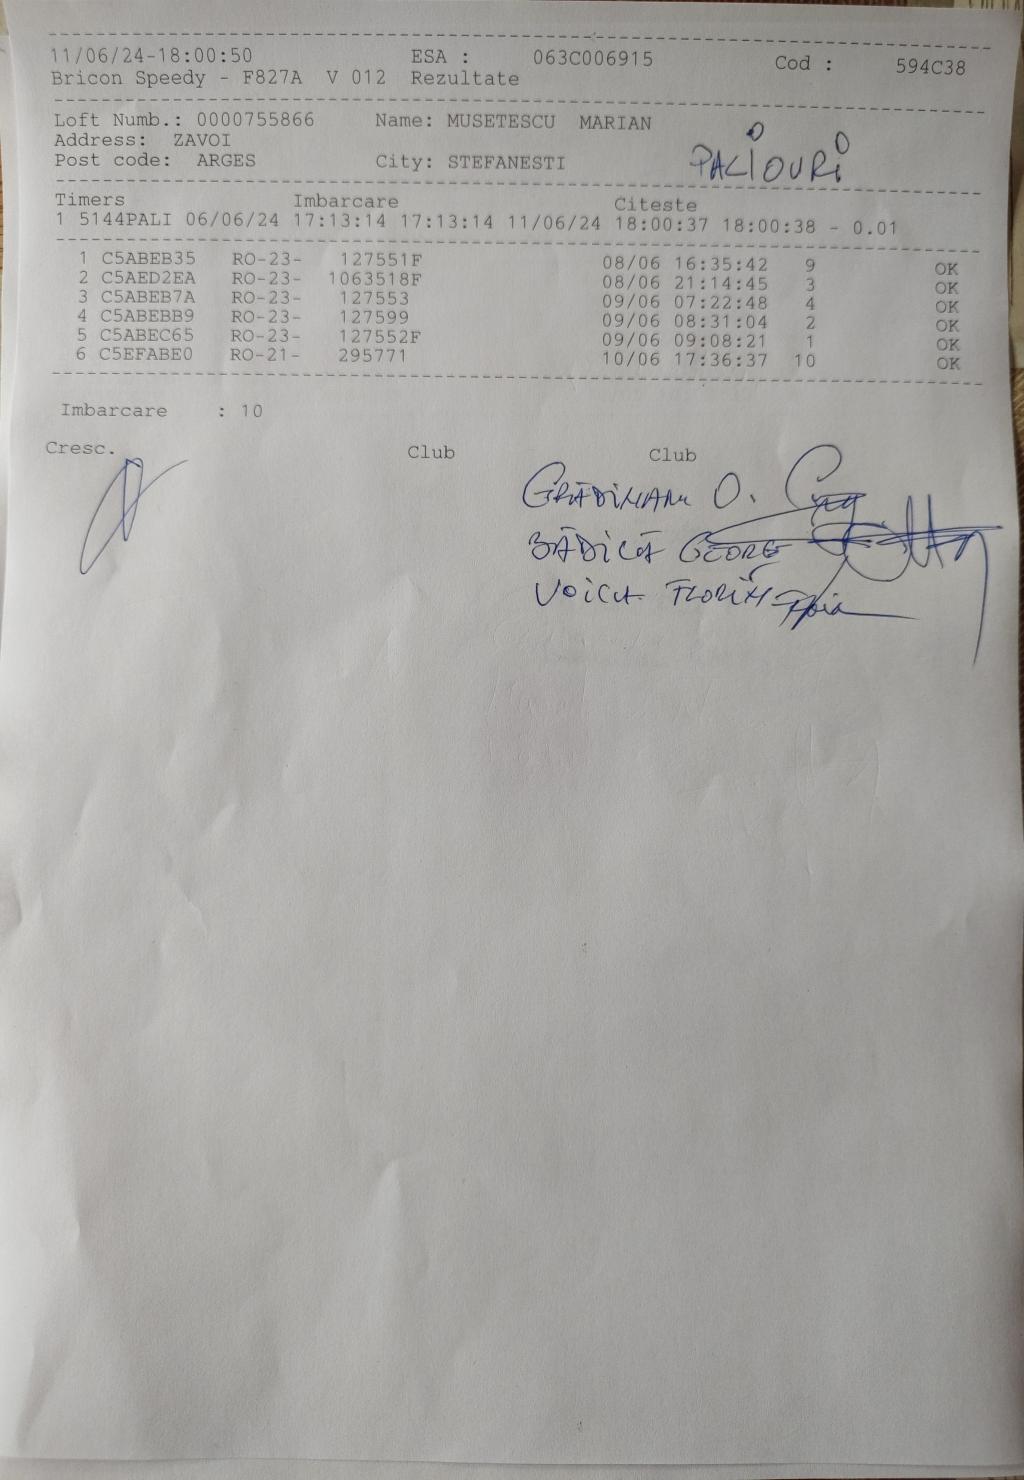 11/06/24-18:00:50 ESA : 063C006915 Cod : 594C38
Bricon Speedy - F827A V 012 Rezultate
Loft Numb.: 0000755866 Name: MUSETESCU MARIAN
Address: ZAVOI
Post code: ARGES City: STEFANESTI
PALIOURI
Timers Imbarcare Citeste
1 5144PALI 06/06/24 17:13:14 17:13:14 11/06/24 18:00:37 18:00:38 - 0.01
1 C5ABEB35 RO-23- 127551F 08/06 16:35:42 9 OK
2 C5AED2EA RO-23- 1063518F 08/06 21:14:45 3 OK
3 C5ABEB7A RO-23- 127553 09/06 07:22:48 4 OK
4 C5ABEBB9 RO-23- 127599 09/06 08:31:04 2 OK
5 C5ABEC65 RO-23- 127552F 09/06 09:08:21 1 OK
6 C5EFABE0 RO-21- 295771 10/06 17:36:37 10 OK
Imbarcare : 10
Cresc. Club Club
O.
BĂDICĂ GEORGE
VOICU FLORIN